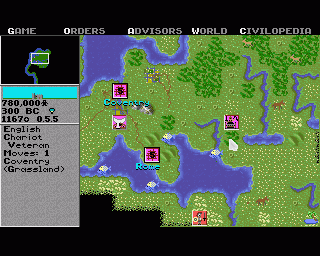 GAME ORDERS ADVISORS WORLD CIVILOPEDIA
780,000
300 BC
1167¢ 0.5.5
English
Chariot
Veteran
Moves: 1
Coventry
(Grassland)
Coventry
Rome